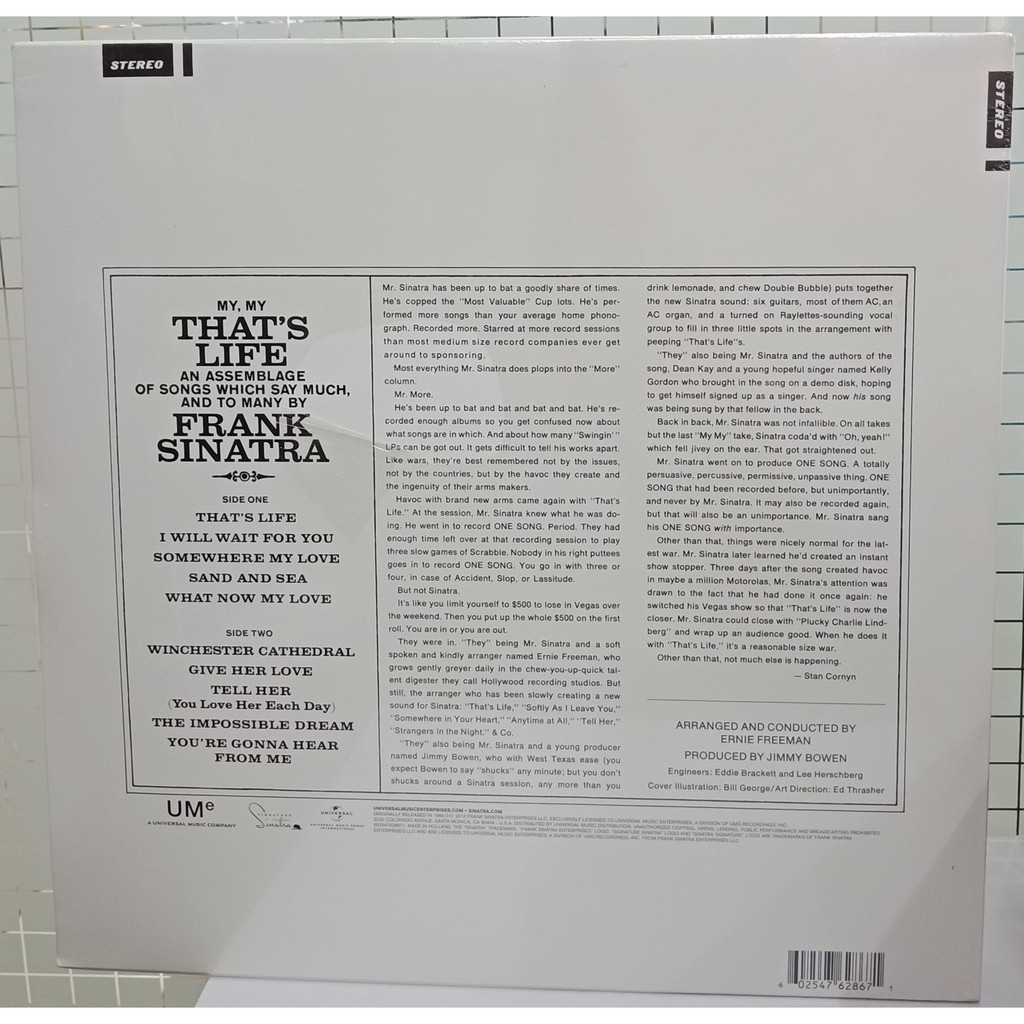 STEREO
STEREO
MY, MY
THAT'S
LIFE
AN ASSEMBLAGE
OF SONGS WHICH SAY MUCH,
AND TO MANY BY
FRANK
SINATRA
SIDE ONE
THAT'S LIFE
I WILL WAIT FOR YOU
SOMEWHERE MY LOVE
SAND AND SEA
WHAT NOW MY LOVE
SIDE TWO
WINCHESTER CATHEDRAL
GIVE HER LOVE
TELL HER
(You Love Her Each Day)
THE IMPOSSIBLE DREAM
YOU'RE GONNA HEAR
FROM ME
Mr. Sinatra has been up to bat a goodly share of times.
He's copped the "Most Valuable" Cup lots. He's per-
formed more songs than your average home phono-
graph. Recorded more. Starred at more record sessions
than most medium size record companies ever get
around to sponsoring.
Most everything Mr. Sinatra does plops into the "More"
column.
Mr. More.
He's been up to bat and bat and bat and bat. He's re-
corded enough albums so you get confused now about
what songs are in which. And about how many "Swingin'"
LPs can be got out. It gets difficult to tell his works apart.
Like wars, they're best remembered not by the issues,
not by the countries, but by the havoc they create and
the ingenuity of their arms makers.
Havoc with brand new arms came again with "That's
Life." At the session, Mr. Sinatra knew what he was do-
ing. He went in to record ONE SONG. Period. They had
enough time left over at that recording session to play
three slow games of Scrabble. Nobody in his right puttees
goes in to record ONE SONG. You go in with three or
four, in case of Accident, Slop, or Lassitude.
But not Sinatra.
It's like you limit yourself to $500 to lose in Vegas over
the weekend. Then you put up the whole $500 on the first
roll. You are in or you are out.
They were in. "They" being Mr. Sinatra and a soft
spoken and kindly arranger named Ernie Freeman, who
grows gently greyer daily in the chew-you-up-quick tal-
ent digester they call Hollywood recording studios. But
still, the arranger who has been slowly creating a new
sound for Sinatra: "That's Life," "Softly As I Leave You,"
"Somewhere in Your Heart," "Anytime at All," "Tell Her,"
"Strangers in the Night." & Co.
"They" also being Mr. Sinatra and a young producer
named Jimmy Bowen, who with West Texas ease (you
expect Bowen to say "shucks" any minute; but you don't
shucks around a Sinatra session, any more than you
drink lemonade, and chew Double Bubble) puts together
the new Sinatra sound: six guitars, most of them AC, an
AC organ, and a turned on Raylettes-sounding vocal
group to fill in three little spots in the arrangement with
peeping "That's Life"s.
"They" also being Mr. Sinatra and the authors of the
song, Dean Kay and a young hopeful singer named Kelly
Gordon who brought in the song on a demo disk, hoping
to get himself signed up as a singer. And now his song
was being sung by that fellow in the back.
Back in back, Mr. Sinatra was not infallible. On all takes
but the last "My My" take, Sinatra coda'd with "Oh, yeah!"
which fell jivey on the ear. That got straightened out.
Mr. Sinatra went on to produce ONE SONG. A totally
persuasive, percussive, permissive, unpassive thing. ONE
SONG that had been recorded before, but unimportantly,
and never by Mr. Sinatra. It may also be recorded again,
but that will also be an unimportance. Mr. Sinatra sang
his ONE SONG with importance.
Other than that, things were nicely normal for the lat-
est war. Mr. Sinatra later learned he'd created an instant
show stopper. Three days after the song created havoc
in maybe a million Motorolas, Mr. Sinatra's attention was
drawn to the fact that he had done it once again: he
switched his Vegas show so that "That's Life" is now the
closer. Mr. Sinatra could close with "Plucky Charlie Lind-
bergh" and wrap up an audience good. When he does it
with "That's Life," it's a reasonable size war.
Other than that, not much else is happening.
— Stan Cornyn
ARRANGED AND CONDUCTED BY
ERNIE FREEMAN
PRODUCED BY JIMMY BOWEN
Engineers: Eddie Brackett and Lee Herschberg
Cover Illustration: Bill George/Art Direction: Ed Thrasher
UMe
A UNIVERSAL MUSIC COMPANY
Sinatra
UNIVERSAL
UNIVERSALMUSICENTERPRISES.COM • SINATRA.COM
6 02547 62867 1